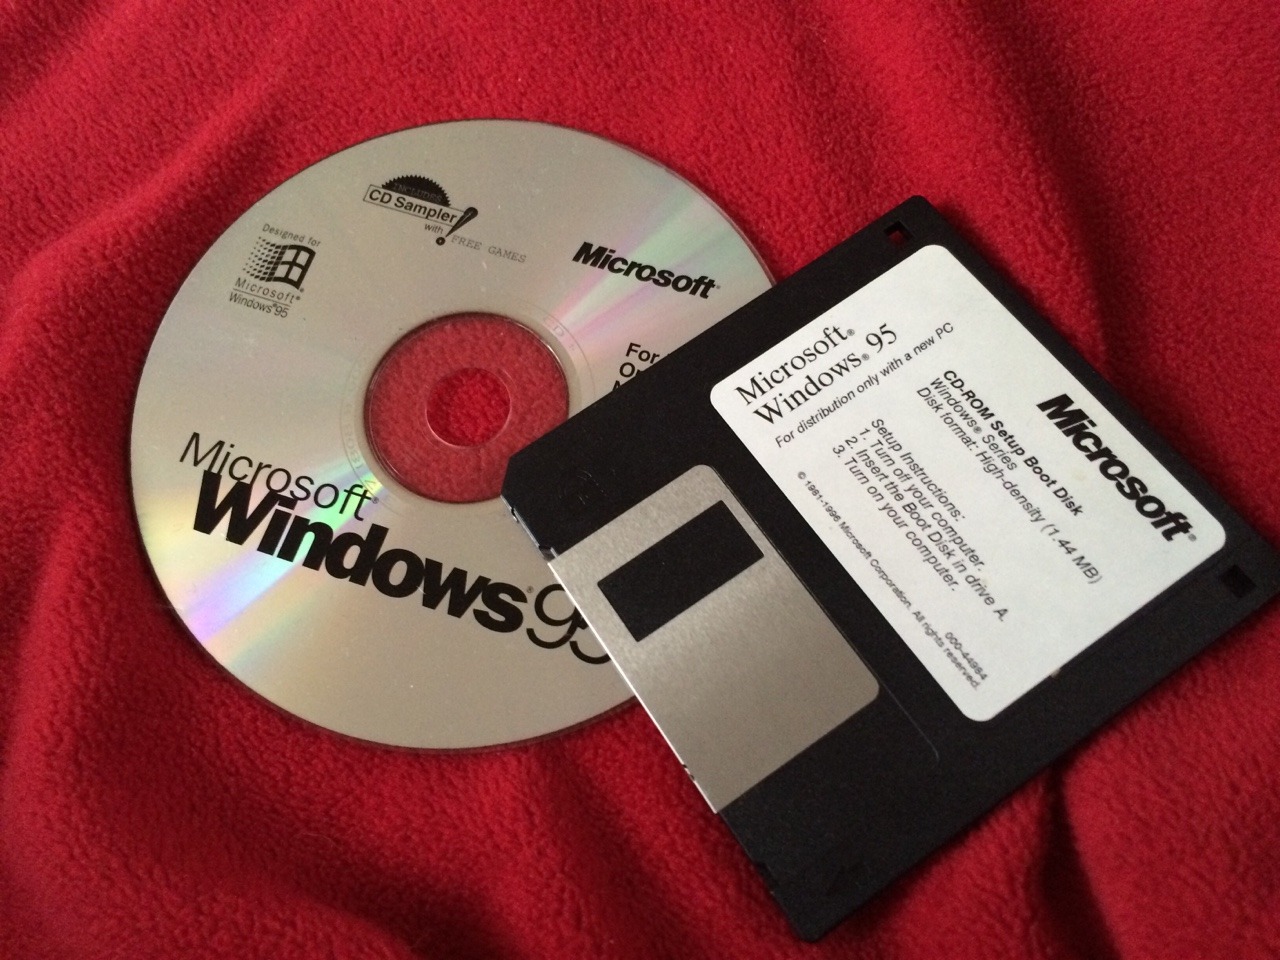 INCLUDES
CD Sampler!
with FREE GAMES
Designed for
Microsoft®
Windows®95
Microsoft®
For
Microsoft®
Windows®95
Microsoft®
Windows® 95
For distribution only with a new PC
Microsoft®
CD-ROM Setup Boot Disk
Windows® Series
Disk format: High-density (1.44 MB)
Setup Instructions:
1. Turn off your computer.
2. Insert the Boot Disk in drive A.
3. Turn on your computer.
000-44984
© 1981-1996 Microsoft Corporation. All rights reserved.